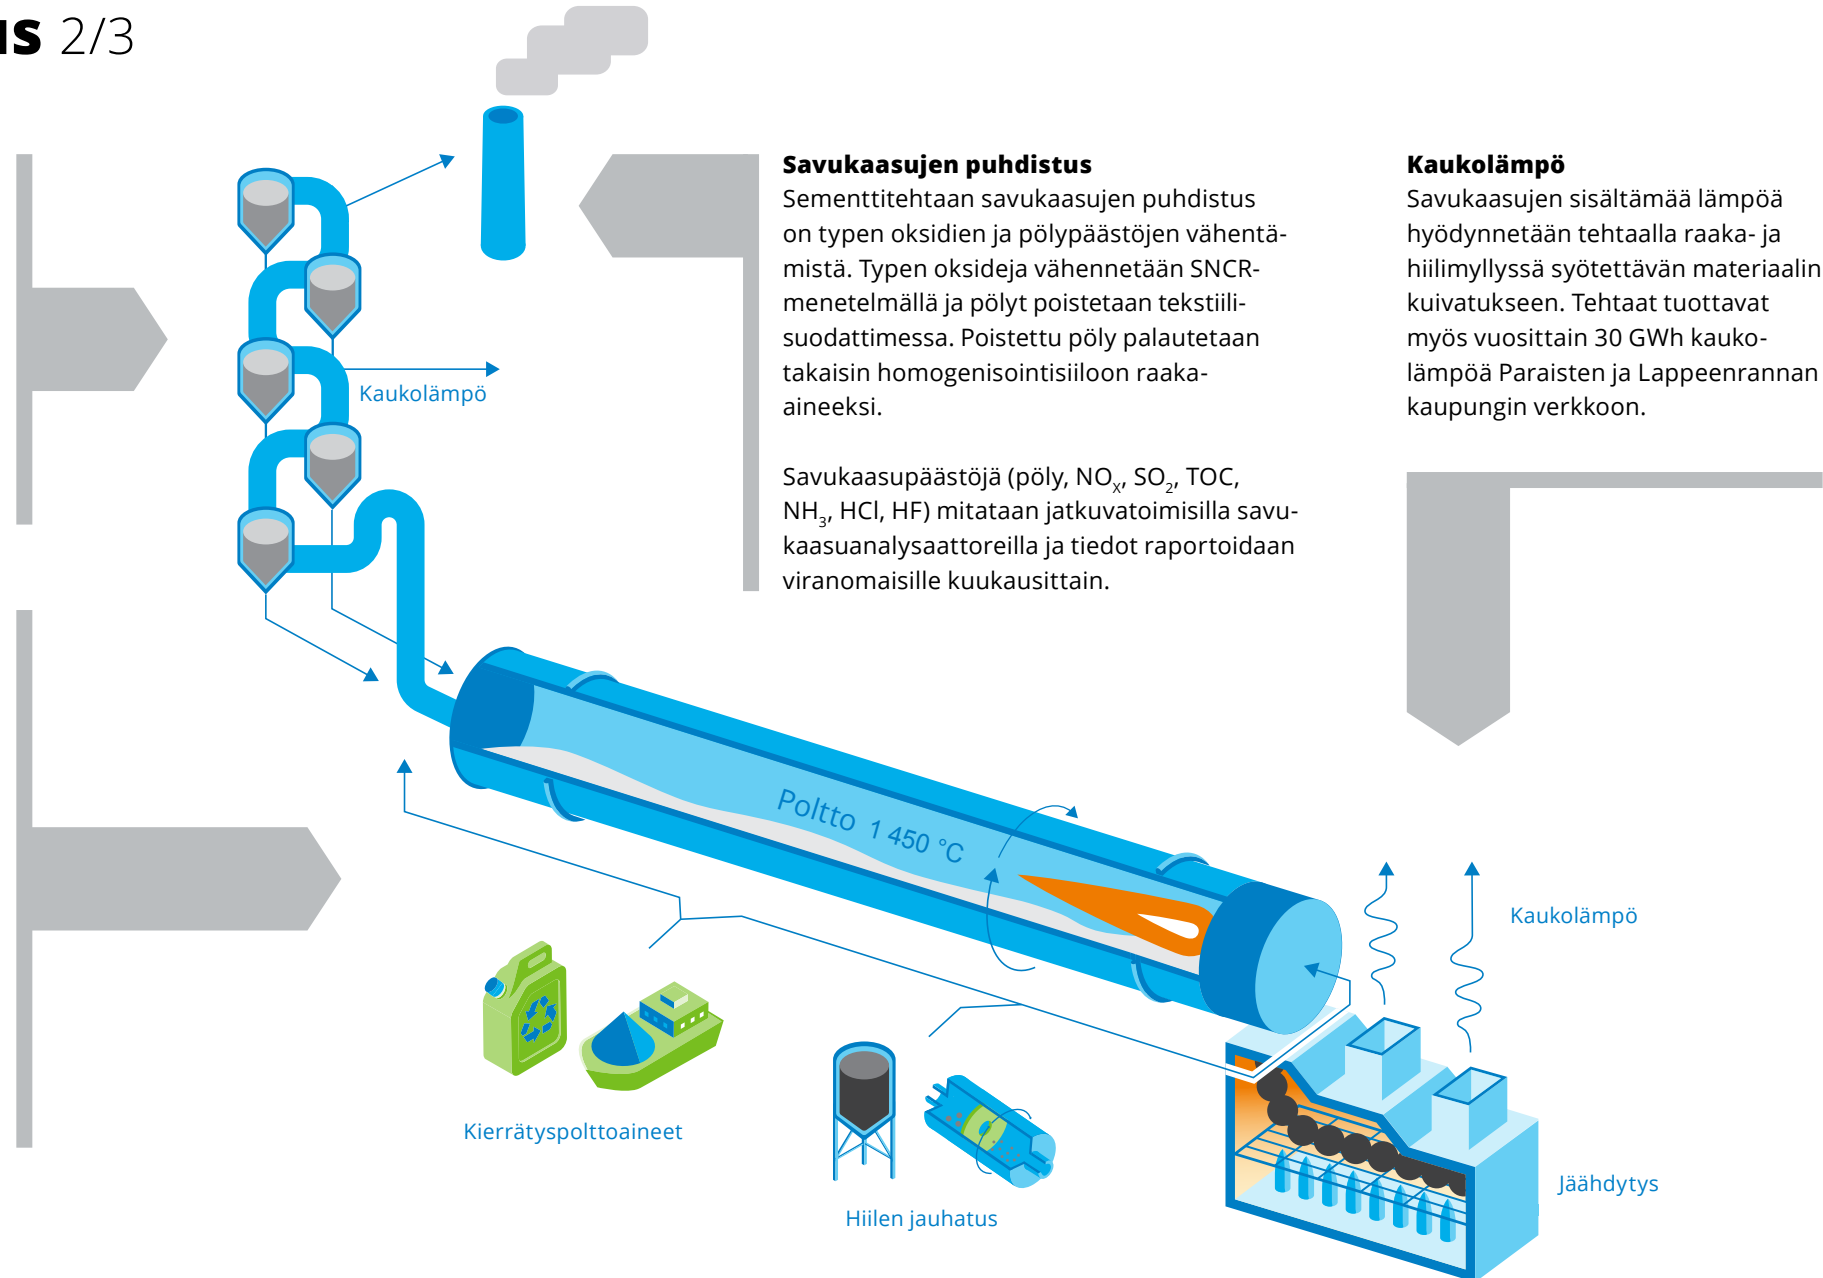 us 2/3
Savukaasujen puhdistus
Sementtitehtaan savukaasujen puhdistus
on typen oksidien ja pölypäästöjen vähentä-
mistä. Typen oksideja vähennetään SNCR-
menetelmällä ja pölyt poistetaan tekstiili-
suodattimessa. Poistettu pöly palautetaan
takaisin homogenisointisiiloon raaka-
aineeksi.
Savukaasupäästöjä (pöly, NOₓ, SO₂, TOC,
NH₃, HCl, HF) mitataan jatkuvatoimisilla savu-
kaasuanalysaattoreilla ja tiedot raportoidaan
viranomaisille kuukausittain.
Kaukolämpö
Savukaasujen sisältämää lämpöä
hyödynnetään tehtaalla raaka- ja
hiilimyllyssä syötettävän materiaalin
kuivatukseen. Tehtaat tuottavat
myös vuosittain 30 GWh kauko-
lämpöä Paraisten ja Lappeenrannan
kaupungin verkkoon.
Kaukolämpö
Poltto 1 450 °C
Kaukolämpö
Kierrätyspolttoaineet
Hiilen jauhatus
Jäähdytys